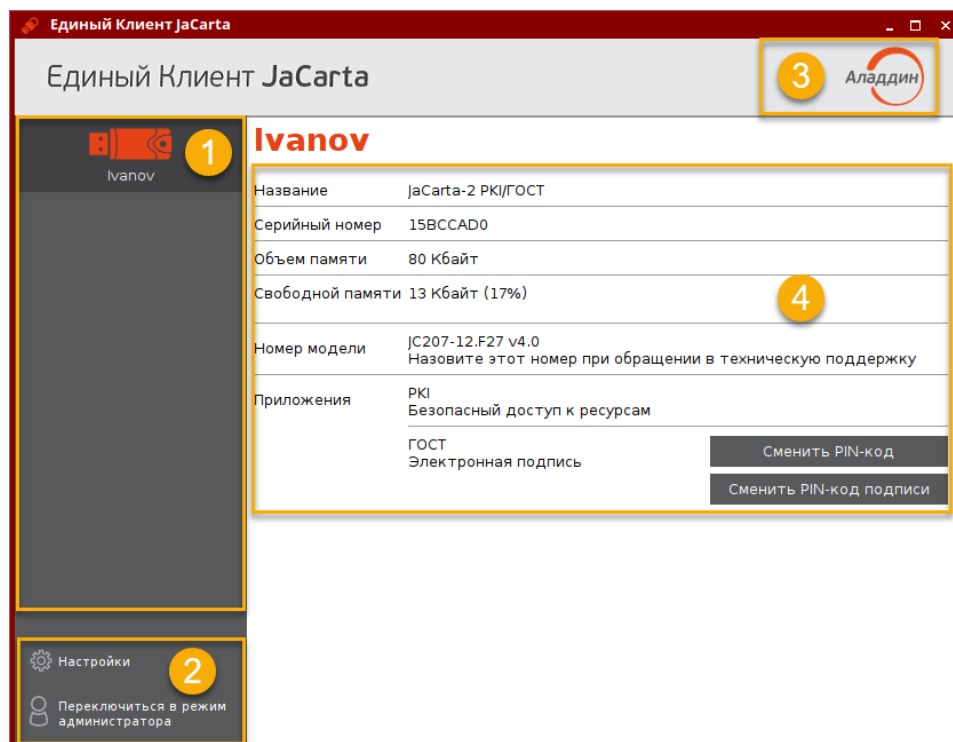 Единый Клиент JaCarta
Единый Клиент JaCarta
3
Аладдин
1
Ivanov
Ivanov
Название JaCarta-2 PKI/ГОСТ
Серийный номер 15BCCAD0
Объем памяти 80 Кбайт
Свободной памяти 13 Кбайт (17%)
4
Номер модели JC207-12.F27 v4.0
Назовите этот номер при обращении в техническую поддержку
Приложения PKI
Безопасный доступ к ресурсам
ГОСТ
Электронная подпись
Сменить PIN-код
Сменить PIN-код подписи
Настройки
2
Переключиться в режим
администратора